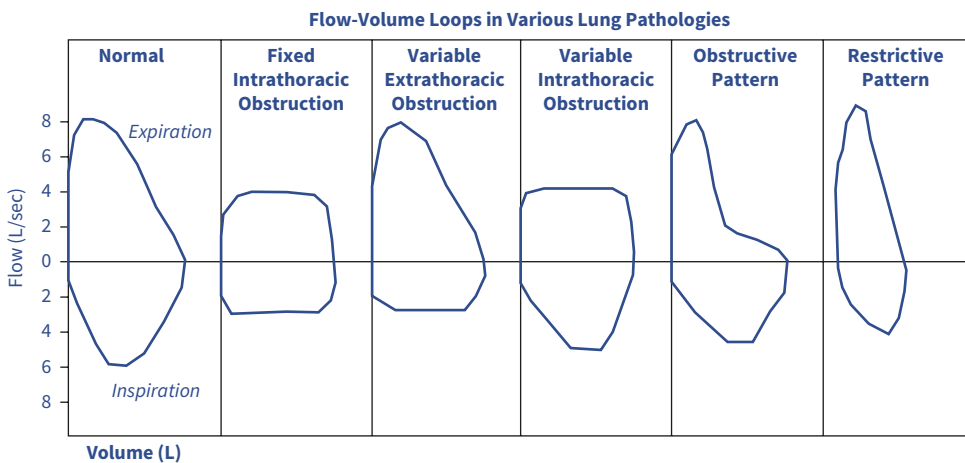 Flow-Volume Loops in Various Lung Pathologies
Normal
Fixed
Intrathoracic
Obstruction
Variable
Extrathoracic
Obstruction
Variable
Intrathoracic
Obstruction
Obstructive
Pattern
Restrictive
Pattern
Expiration
Flow (L/sec)
8
6
4
2
0
2
4
6
8
Inspiration
Volume (L)